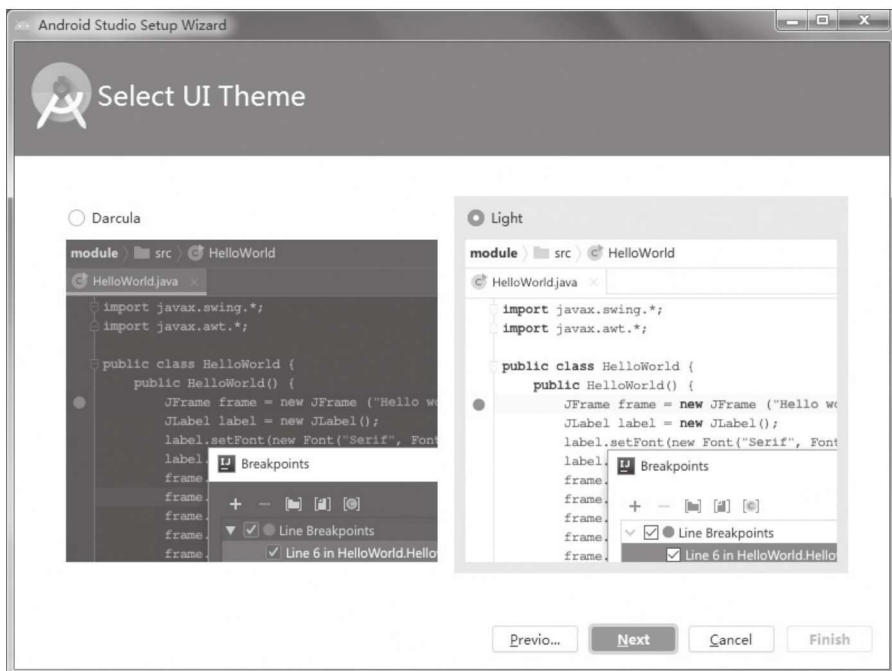 Android Studio Setup Wizard
Select UI Theme
Darcula
module src HelloWorld
HelloWorld.java
import javax.swing.*;
import javax.awt.*;
public class HelloWorld {
public HelloWorld() {
JFrame frame = new JFrame ("Hello wo
JLabel label = new JLabel();
label.setFont(new Font("Serif", Font
label.
frame.
frame.
frame.
frame.
frame.
Breakpoints
Line Breakpoints
Line 6 in HelloWorld.Hello
Light
module src HelloWorld
HelloWorld.java
import javax.swing.*;
import javax.awt.*;
public class HelloWorld {
public HelloWorld() {
JFrame frame = new JFrame ("Hello wo
JLabel label = new JLabel();
label.setFont(new Font("Serif", Font
label.
frame.
frame.
frame.
frame.
frame.
Breakpoints
Line Breakpoints
Line 6 in HelloWorld.Hello
Previo... Next Cancel Finish